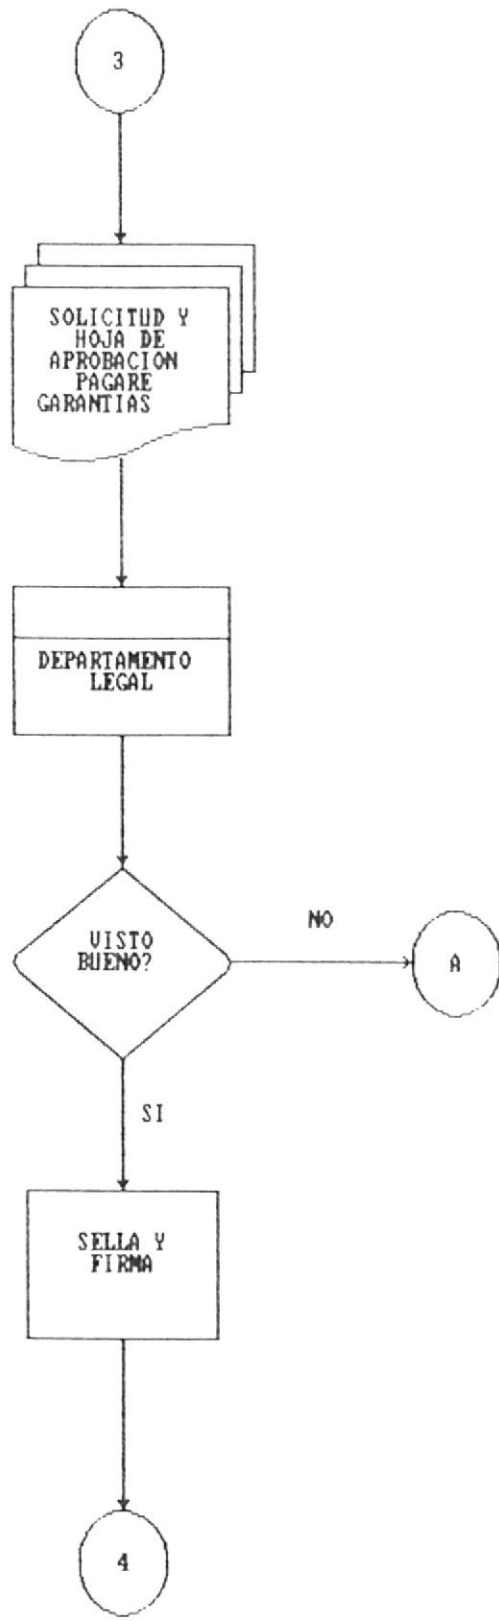 3
SOLICITUD Y
HOJA DE
APROBACION
PAGARE
GARANTIAS
DEPARTAMENTO
LEGAL
VISTO
BUENO?
NO
A
SI
SELLA Y
FIRMA
4